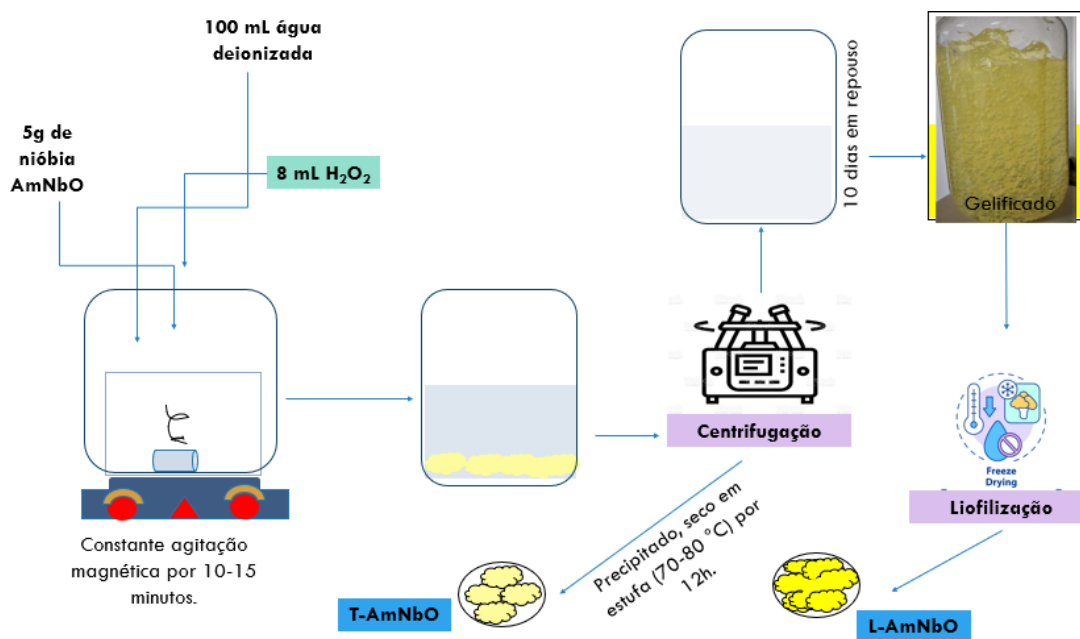 100 mL água
deionizada
5g de
nióbia
AmNbO
8 mL H₂O₂
Constante agitação
magnética por 10-15
minutos.
Centrifugação
10 dias em repouso
Gelificado
Freeze
Drying
Liofilização
Precipitado, seco em
estufa (70-80 °C) por
12h.
T-AmNbO
L-AmNbO